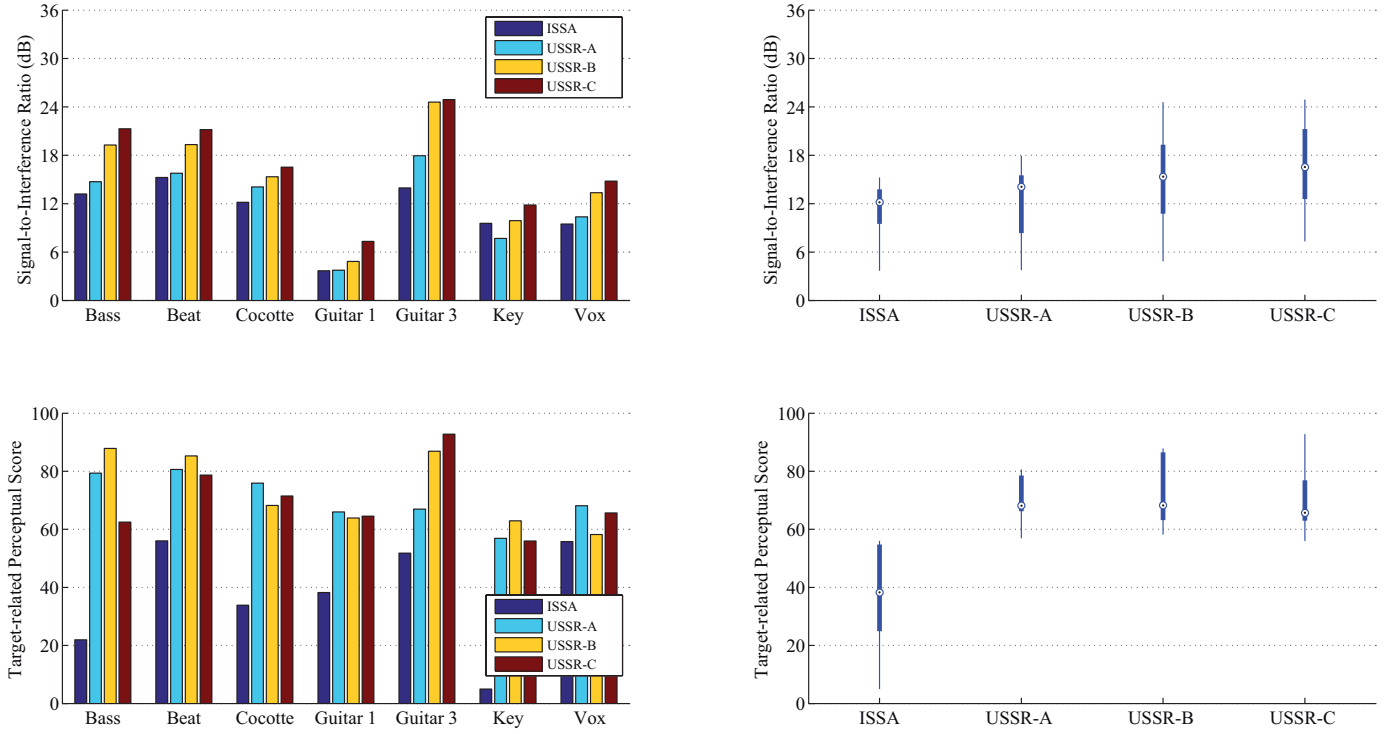 Signal-to-Interference Ratio (dB)
36
30
24
18
12
6
0
ISSA
USSR-A
USSR-B
USSR-C
Bass Beat Cocotte Guitar 1 Guitar 3 Key Vox
Signal-to-Interference Ratio (dB)
36
30
24
18
12
6
0
ISSA USSR-A USSR-B USSR-C
Target-related Perceptual Score
100
80
60
40
20
0
ISSA
USSR-A
USSR-B
USSR-C
Bass Beat Cocotte Guitar 1 Guitar 3 Key Vox
Target-related Perceptual Score
100
80
60
40
20
0
ISSA USSR-A USSR-B USSR-C